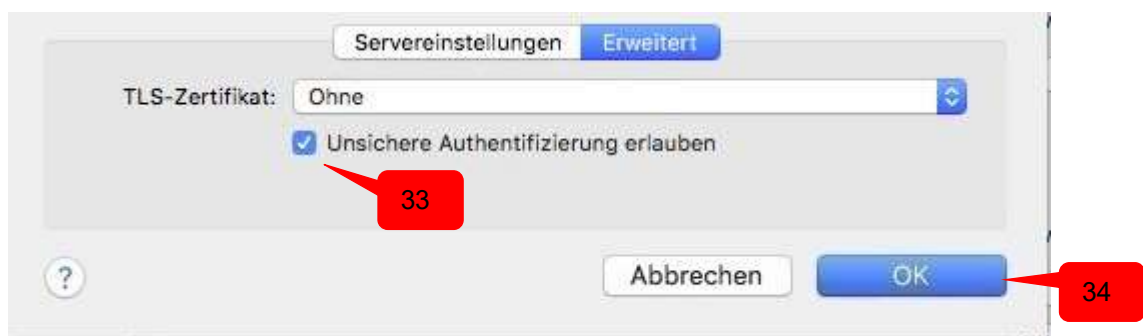 Servereinstellungen Erweitert
TLS-Zertifikat: Ohne
Unsichere Authentifizierung erlauben
33
? Abbrechen OK
34